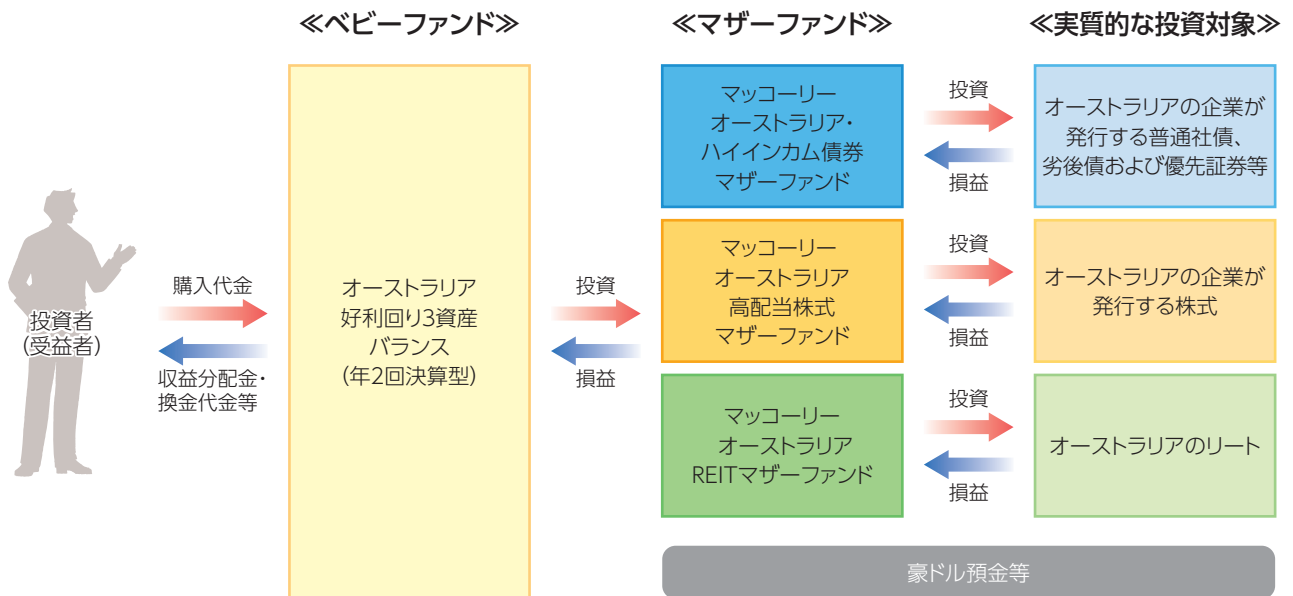 ≪ベビーファンド≫
≪マザーファンド≫
≪実質的な投資対象≫
投資者
(受益者)
購入代金
収益分配金・
換金代金等
オーストラリア
好利回り3資産
バランス
(年2回決算型)
投資
損益
マッコーリー
オーストラリア・
ハイインカム債券
マザーファンド
投資
損益
オーストラリアの企業が
発行する普通社債、
劣後債および優先証券等
マッコーリー
オーストラリア
高配当株式
マザーファンド
投資
損益
オーストラリアの企業が
発行する株式
マッコーリー
オーストラリア
REITマザーファンド
投資
損益
オーストラリアのリート
豪ドル預金等